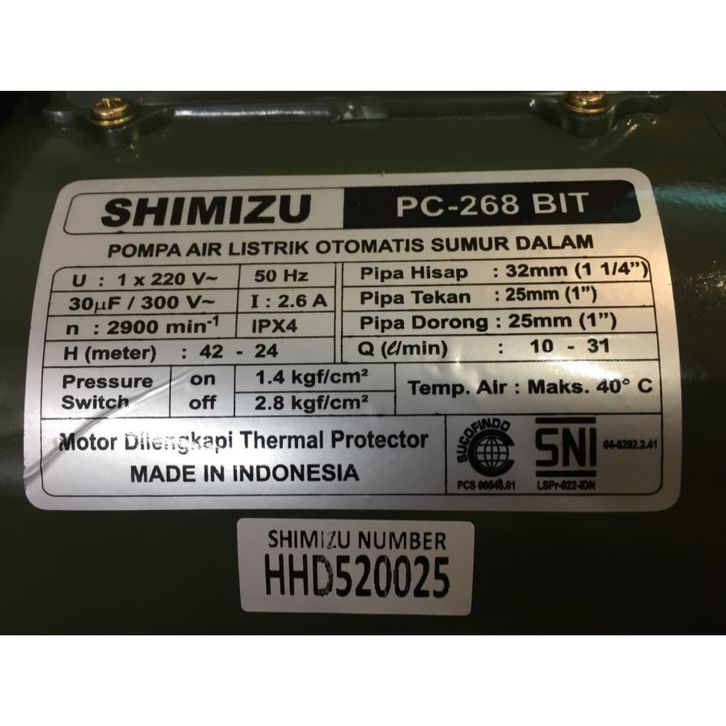 SHIMIZU PC-268 BIT
POMPA AIR LISTRIK OTOMATIS SUMUR DALAM
U : 1 x 220 V~ 50 Hz Pipa Hisap : 32mm (1 1/4")
30μF / 300 V~ I : 2.6 A Pipa Tekan : 25mm (1")
n : 2900 min⁻¹ IPX4 Pipa Dorong : 25mm (1")
H (meter) : 42 - 24 Q (ℓ/min) : 10 - 31
Pressure Switch on 1.4 kgf/cm² Temp. Air : Maks. 40° C
off 2.8 kgf/cm²
Motor Dilengkapi Thermal Protector
MADE IN INDONESIA
SUCOFINDO
PCS 00048.01
SNI 04-6292.2.41
LSPr-022-IDN
SHIMIZU NUMBER
HHD520025